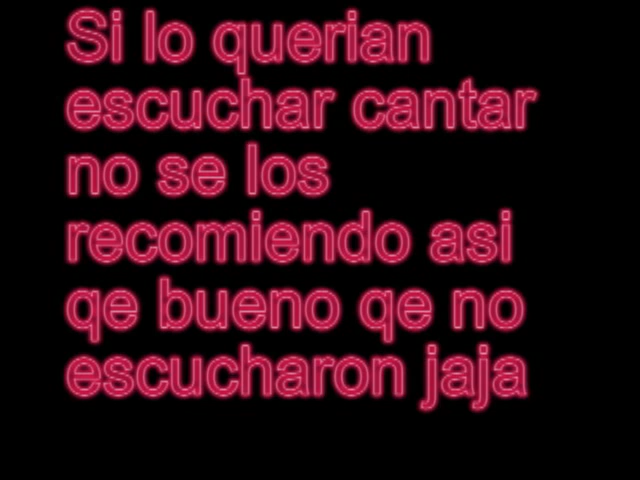 Si lo querian
escuchar cantar
no se los
recomiendo asi
qe bueno qe no
escucharon jaja